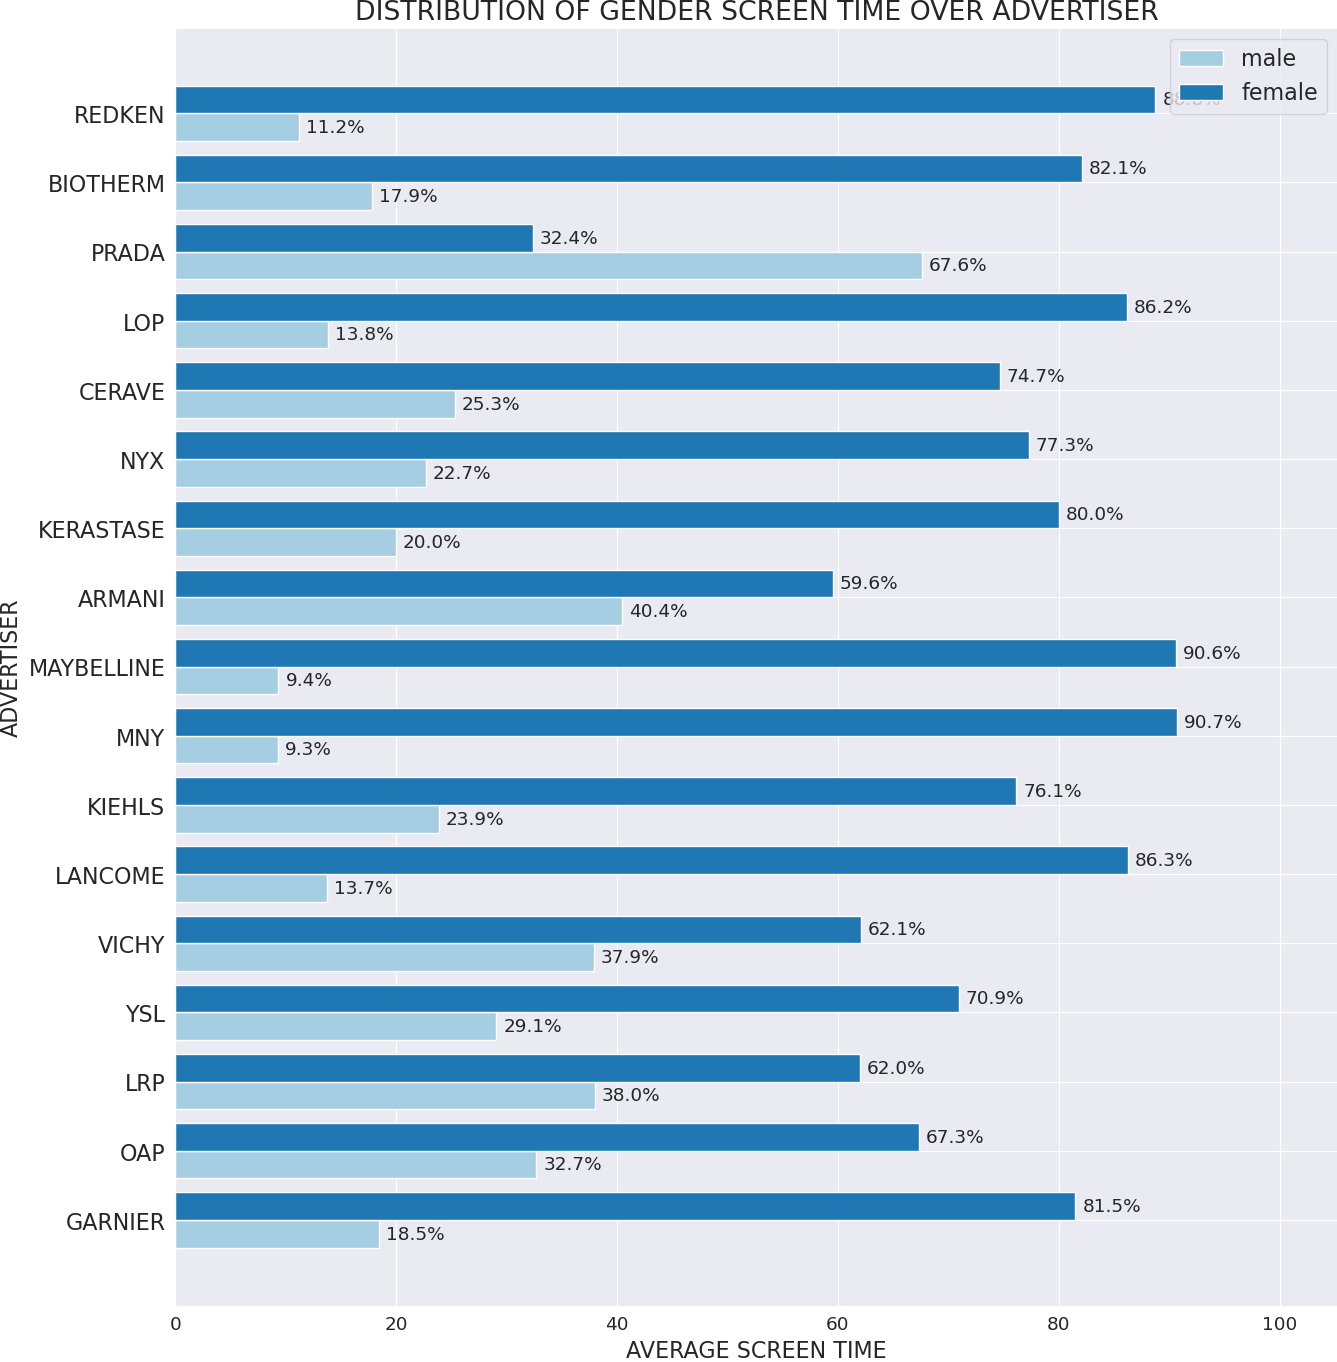 DISTRIBUTION OF GENDER SCREEN TIME OVER ADVERTISER
male
female
REDKEN
11.2%
BIOTHERM
82.1%
17.9%
PRADA
32.4%
67.6%
LOP
86.2%
13.8%
CERAVE
74.7%
25.3%
NYX
77.3%
22.7%
KERASTASE
80.0%
20.0%
ARMANI
59.6%
40.4%
MAYBELLINE
90.6%
9.4%
MNY
90.7%
9.3%
KIEHLS
76.1%
23.9%
LANCOME
86.3%
13.7%
VICHY
62.1%
37.9%
YSL
70.9%
29.1%
LRP
62.0%
38.0%
OAP
67.3%
32.7%
GARNIER
81.5%
18.5%
ADVERTISER
0 20 40 60 80 100
AVERAGE SCREEN TIME